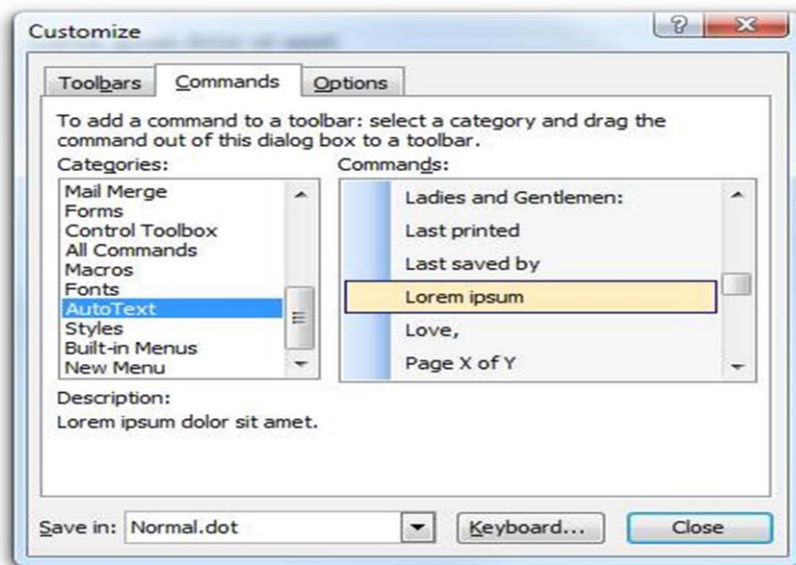 Customize
Toolbars Commands Options
To add a command to a toolbar: select a category and drag the
command out of this dialog box to a toolbar.
Categories: Commands:
Mail Merge
Forms
Control Toolbox
All Commands
Macros
Fonts
AutoText
Styles
Built-in Menus
New Menu
Ladies and Gentlemen:
Last printed
Last saved by
Lorem ipsum
Love,
Page X of Y
Description:
Lorem ipsum dolor sit amet.
Save in: Normal.dot Keyboard... Close